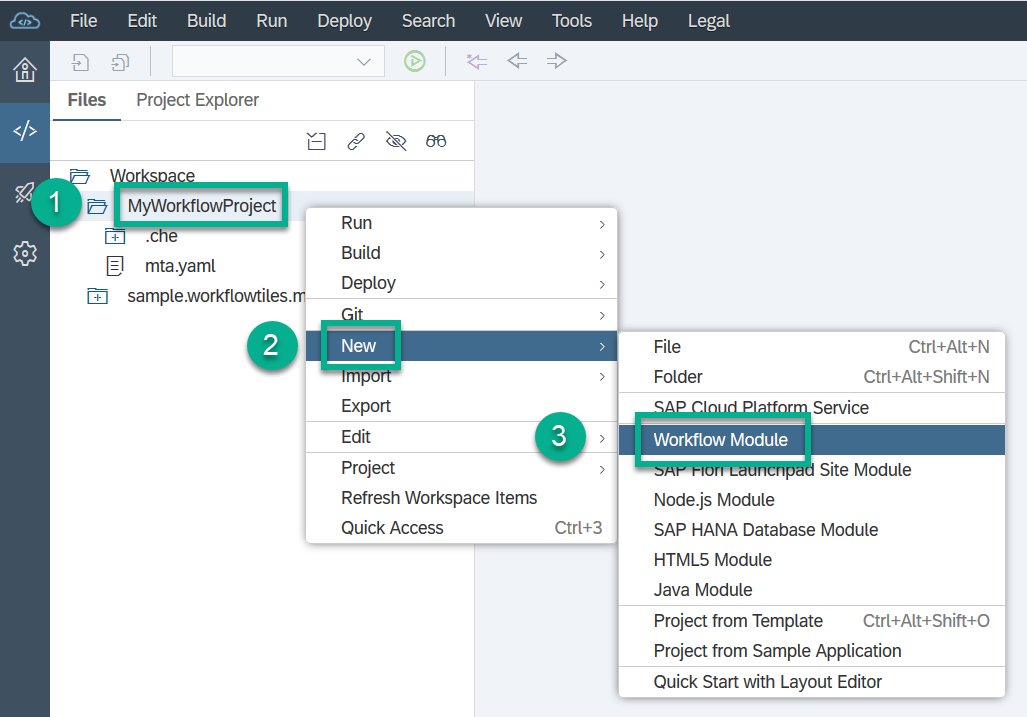 File Edit Build Run Deploy Search View Tools Help Legal
Files Project Explorer
Workspace
1
MyWorkflowProject
.che
mta.yaml
sample.workflowtiles.m
Run
Build
Deploy
Git
2
New
Import
Export
Edit
Project
Refresh Workspace Items
Quick Access Ctrl+3
File Ctrl+Alt+N
Folder Ctrl+Alt+Shift+N
SAP Cloud Platform Service
3
Workflow Module
SAP Fiori Launchpad Site Module
Node.js Module
SAP HANA Database Module
HTML5 Module
Java Module
Project from Template Ctrl+Alt+Shift+O
Project from Sample Application
Quick Start with Layout Editor